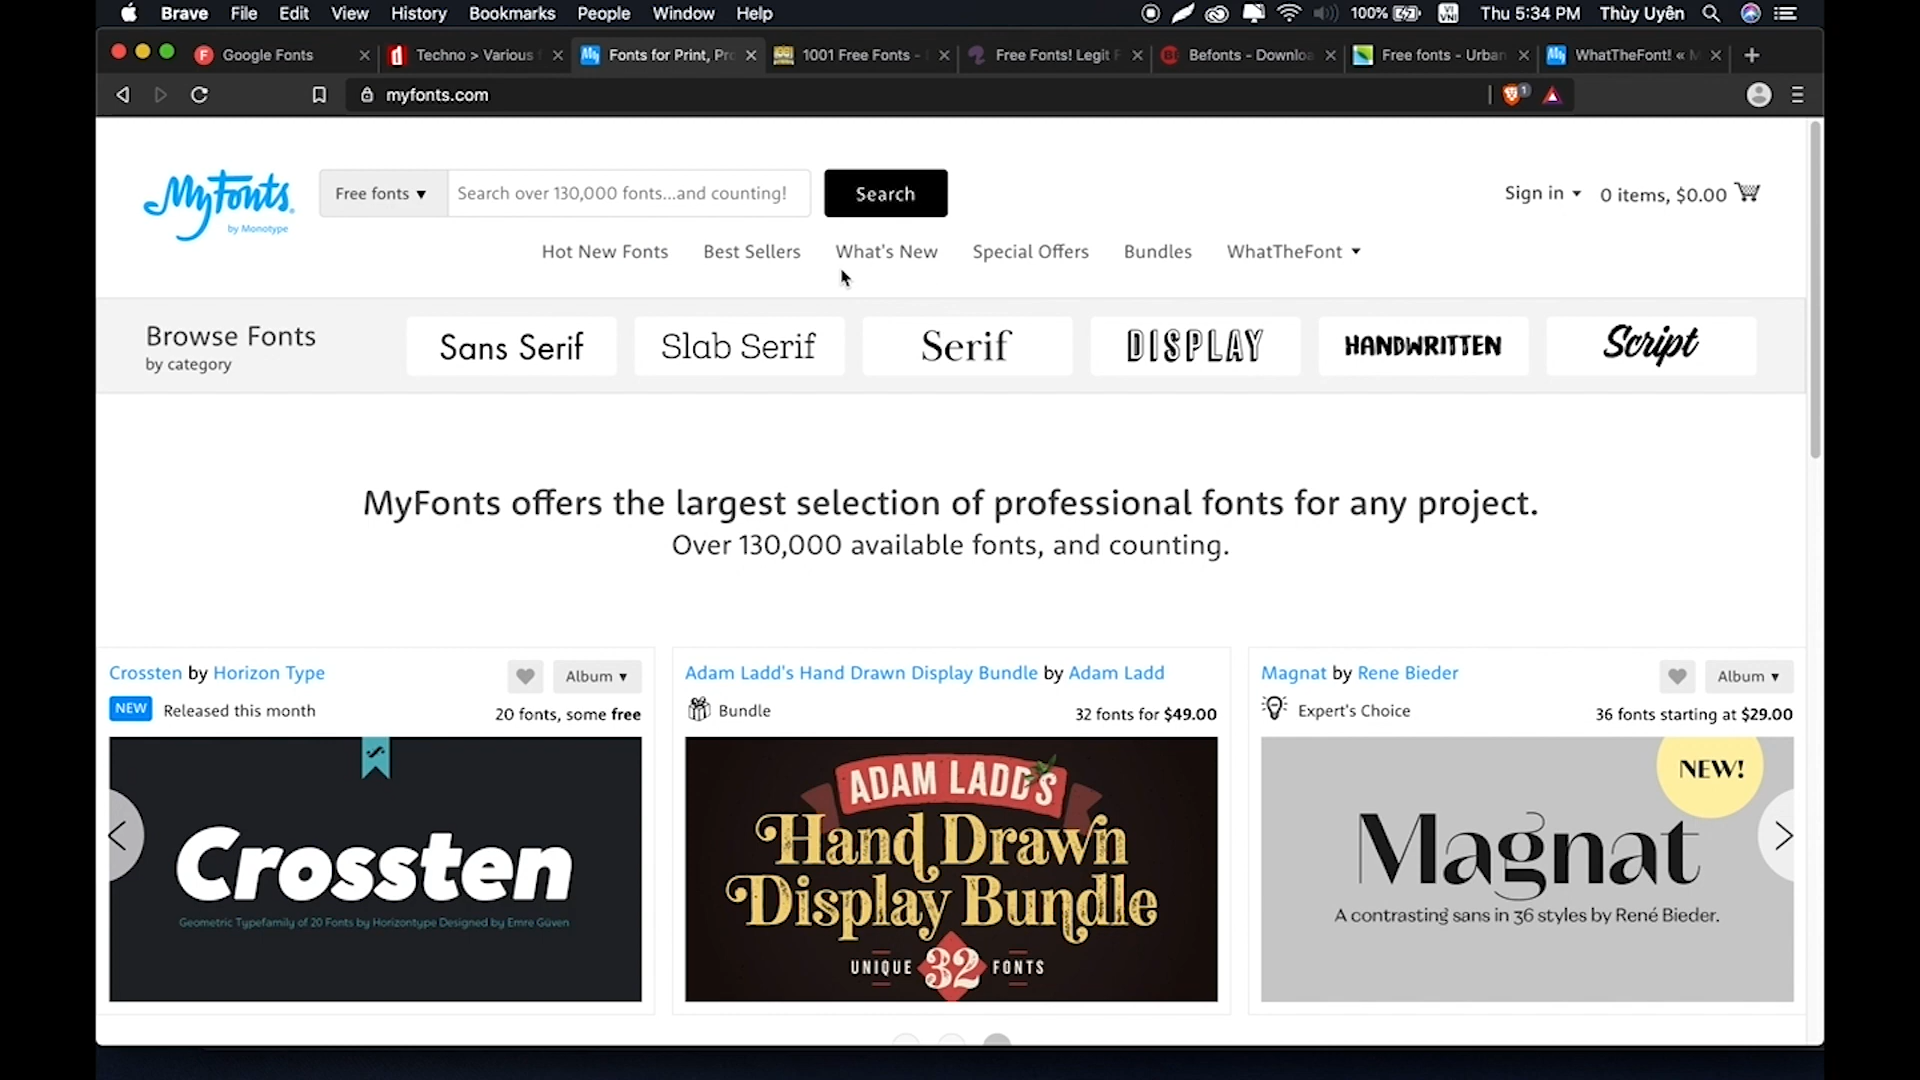 Brave File Edit View History Bookmarks People Window Help 100% VI VNI Thu 5:34 PM Thùy Uyên
Google Fonts Techno > Various Fonts for Print, Pro 1001 Free Fonts - Free Fonts! Legit F Befonts - Downloa Free fonts - Urban WhatTheFont! « M
myfonts.com 1
MyFonts by Monotype
Free fonts ▼ Search over 130,000 fonts...and counting! Search Sign in ▼ 0 items, $0.00
Hot New Fonts Best Sellers What's New Special Offers Bundles WhatTheFont ▼
Browse Fonts
by category
Sans Serif Slab Serif Serif DISPLAY HANDWRITTEN Script
MyFonts offers the largest selection of professional fonts for any project.
Over 130,000 available fonts, and counting.
Crossten by Horizon Type Album ▼
NEW Released this month 20 fonts, some free
Crossten
Geometric Typefamily of 20 Fonts by Horizontype Designed by Emre Güven
Adam Ladd's Hand Drawn Display Bundle by Adam Ladd
Bundle 32 fonts for $49.00
ADAM LADD'S
Hand Drawn
Display Bundle
UNIQUE 32 FONTS
Magnat by Rene Bieder Album ▼
Expert's Choice 36 fonts starting at $29.00
NEW!
Magnat
A contrasting sans in 36 styles by René Bieder.